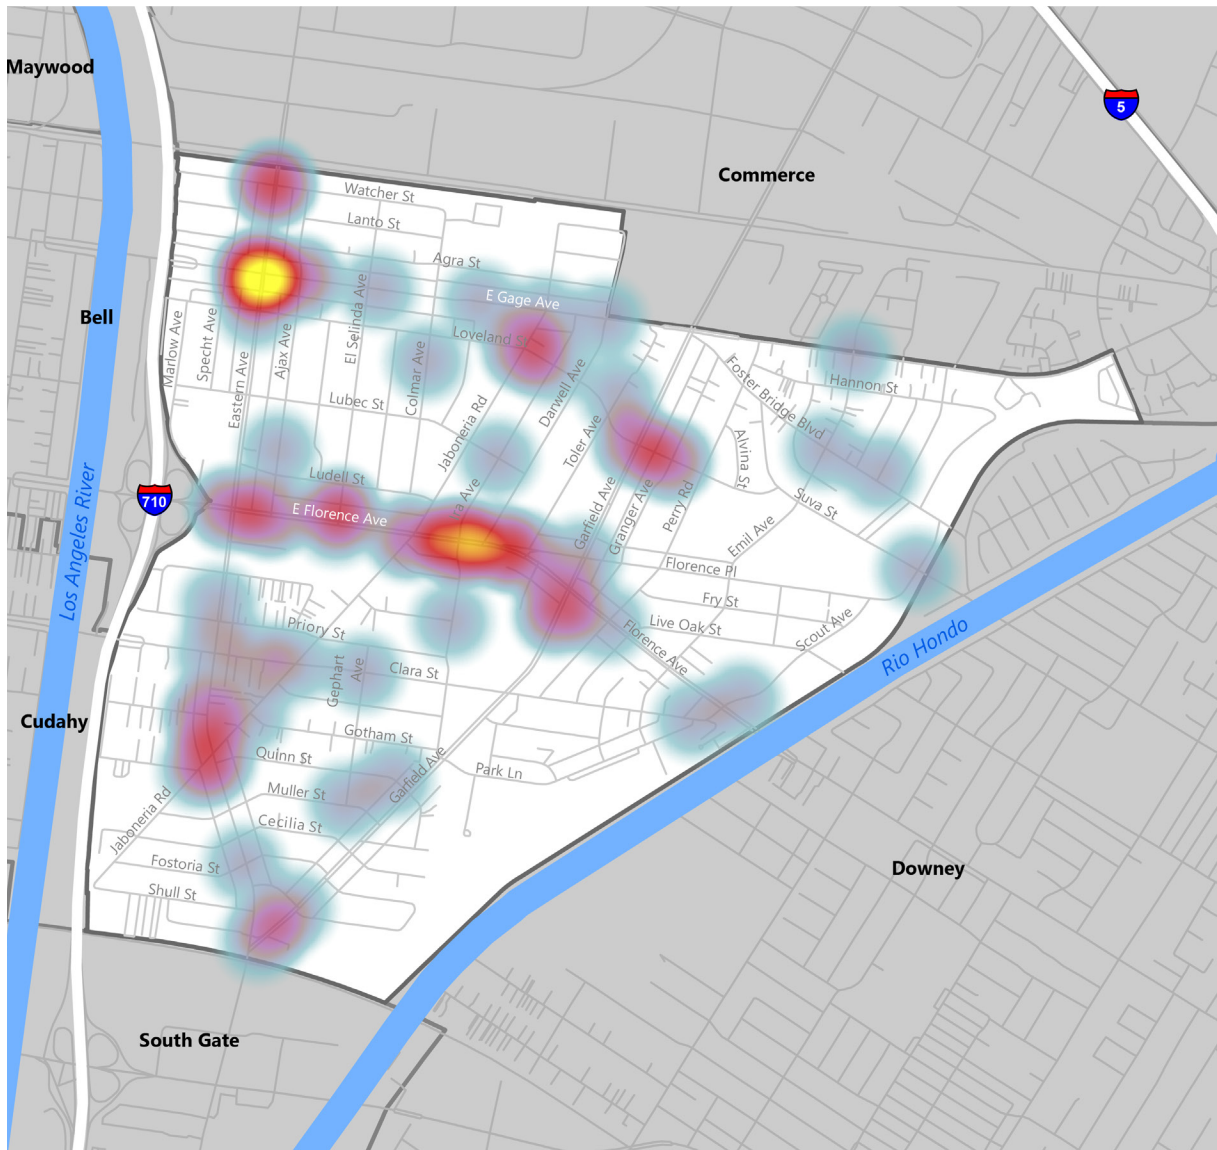 Maywood
5
Commerce
Watcher St
Lanto St
Agra St
E Gage Ave
Bell
Marlow Ave
Specht Ave
Eastern Ave
Ajax Ave
El Selinda Ave
Colmar Ave
Loveland St
Jaboneria Rd
Darwell Ave
Toler Ave
Foster Bridge Blvd
Hannon St
Lubec St
Alvina St
Ludell St
710
E Florence Ave
ra Ave
Garfield Ave
Granger Ave
Perry Rd
Suva St
Emil Ave
Los Angeles River
Florence Pl
Fry St
Live Oak St
Scout Ave
Florence Ave
Rio Hondo
Priory St
Gephart
Ave
Clara St
Cudahy
Gotham St
Quinn St
Park Ln
Garfield Ave
Muller St
Jaboneria Rd
Cecilia St
Fostoria St
Shull St
Downey
South Gate